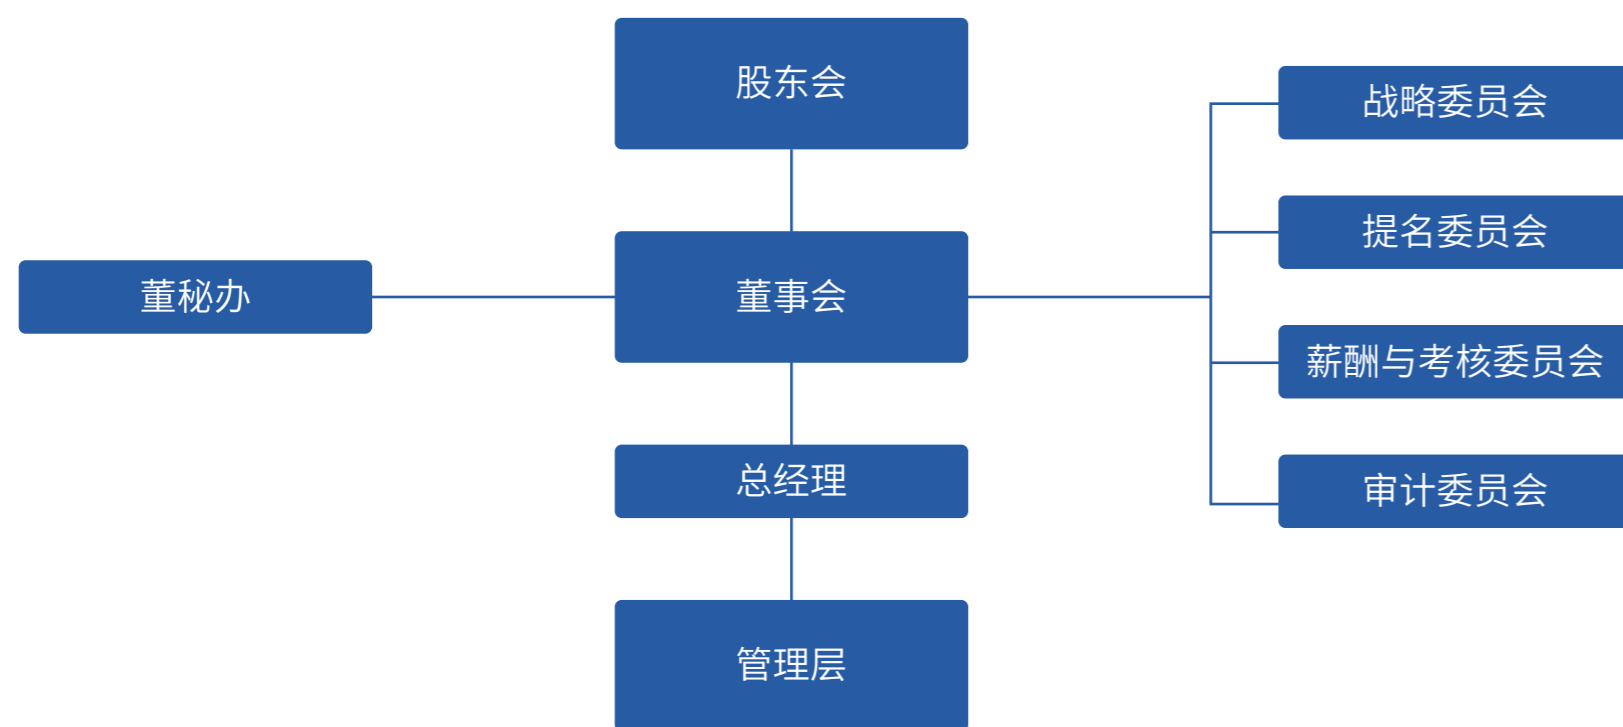 股东会
战略委员会
提名委员会
董秘办
董事会
薪酬与考核委员会
总经理
审计委员会
管理层